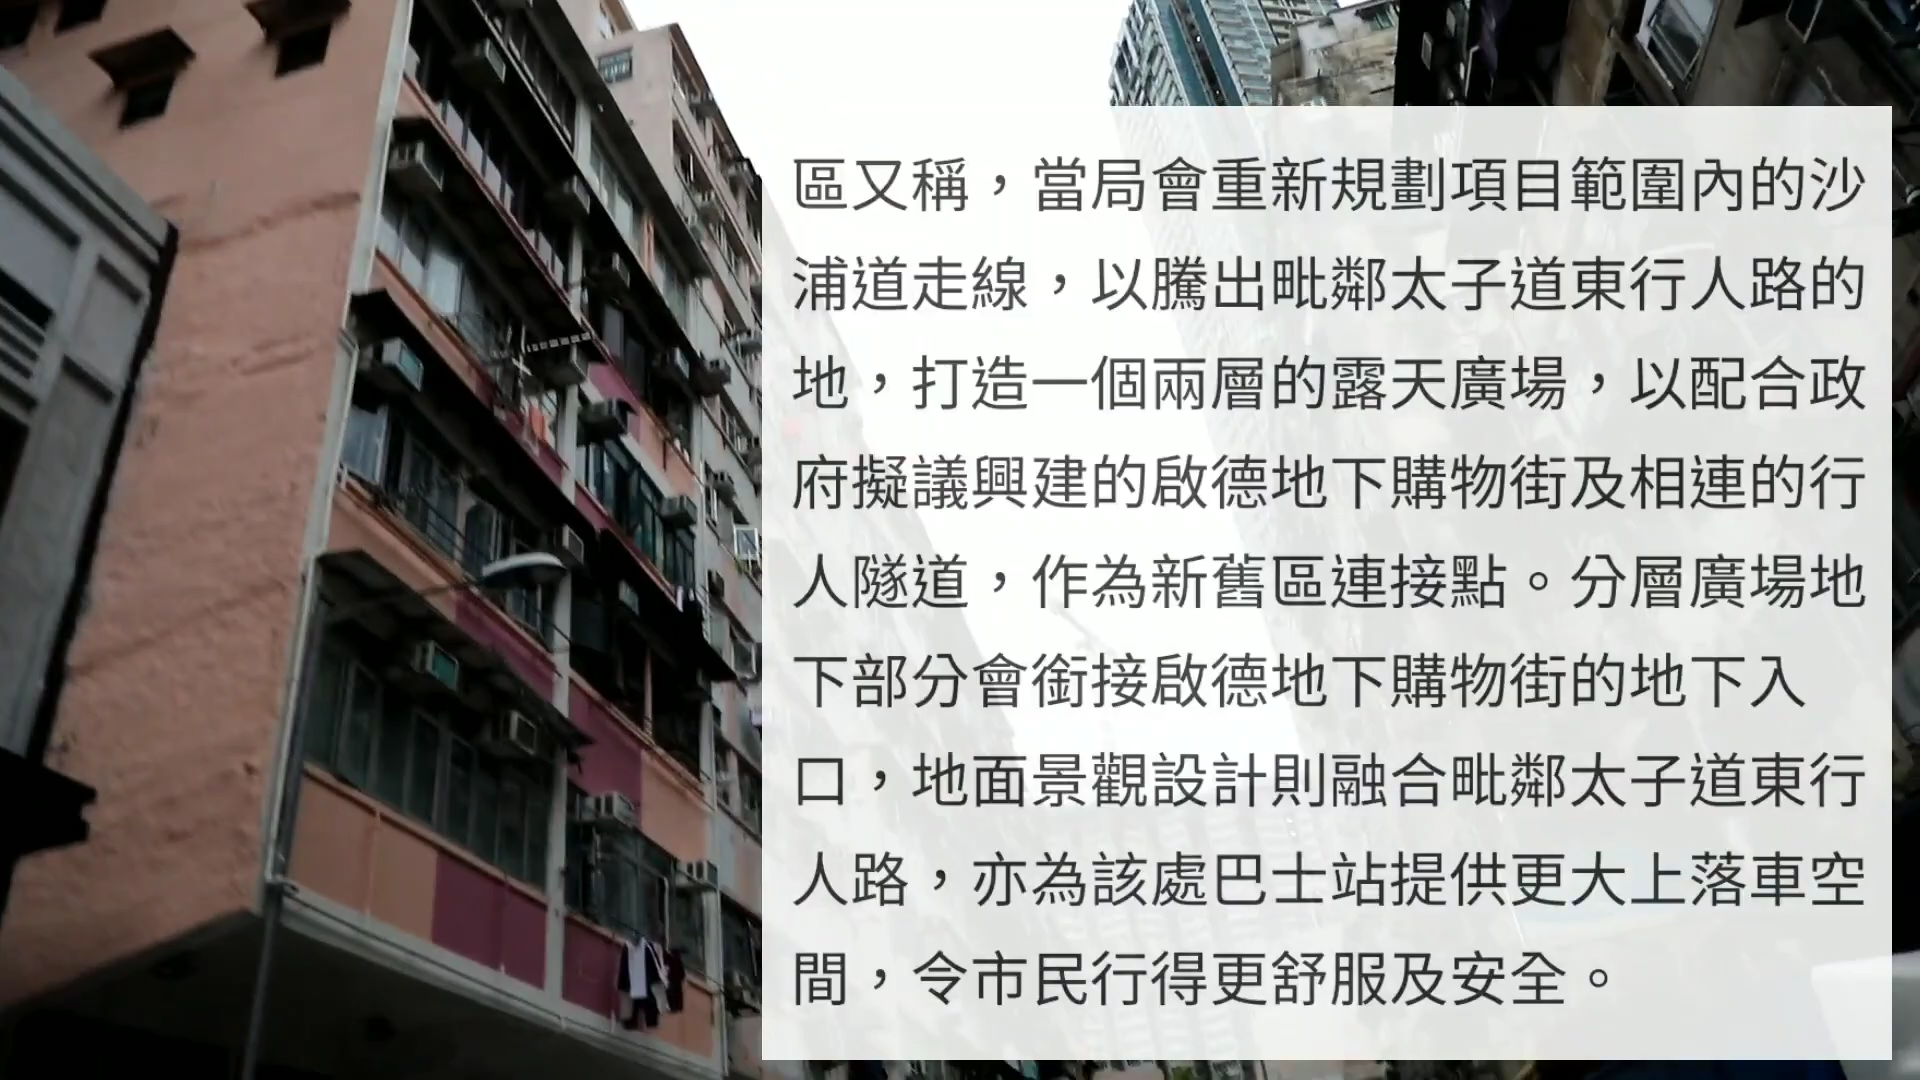 區又稱，當局會重新規劃項目範圍內的沙
浦道走線，以騰出毗鄰太子道東行人路的
地，打造一個兩層的露天廣場，以配合政
府擬議興建的啟德地下購物街及相連的行
人隧道，作為新舊區連接點。分層廣場地
下部分會銜接啟德地下購物街的地下入
口，地面景觀設計則融合毗鄰太子道東行
人路，亦為該處巴士站提供更大上落車空
間，令市民行得更舒服及安全。